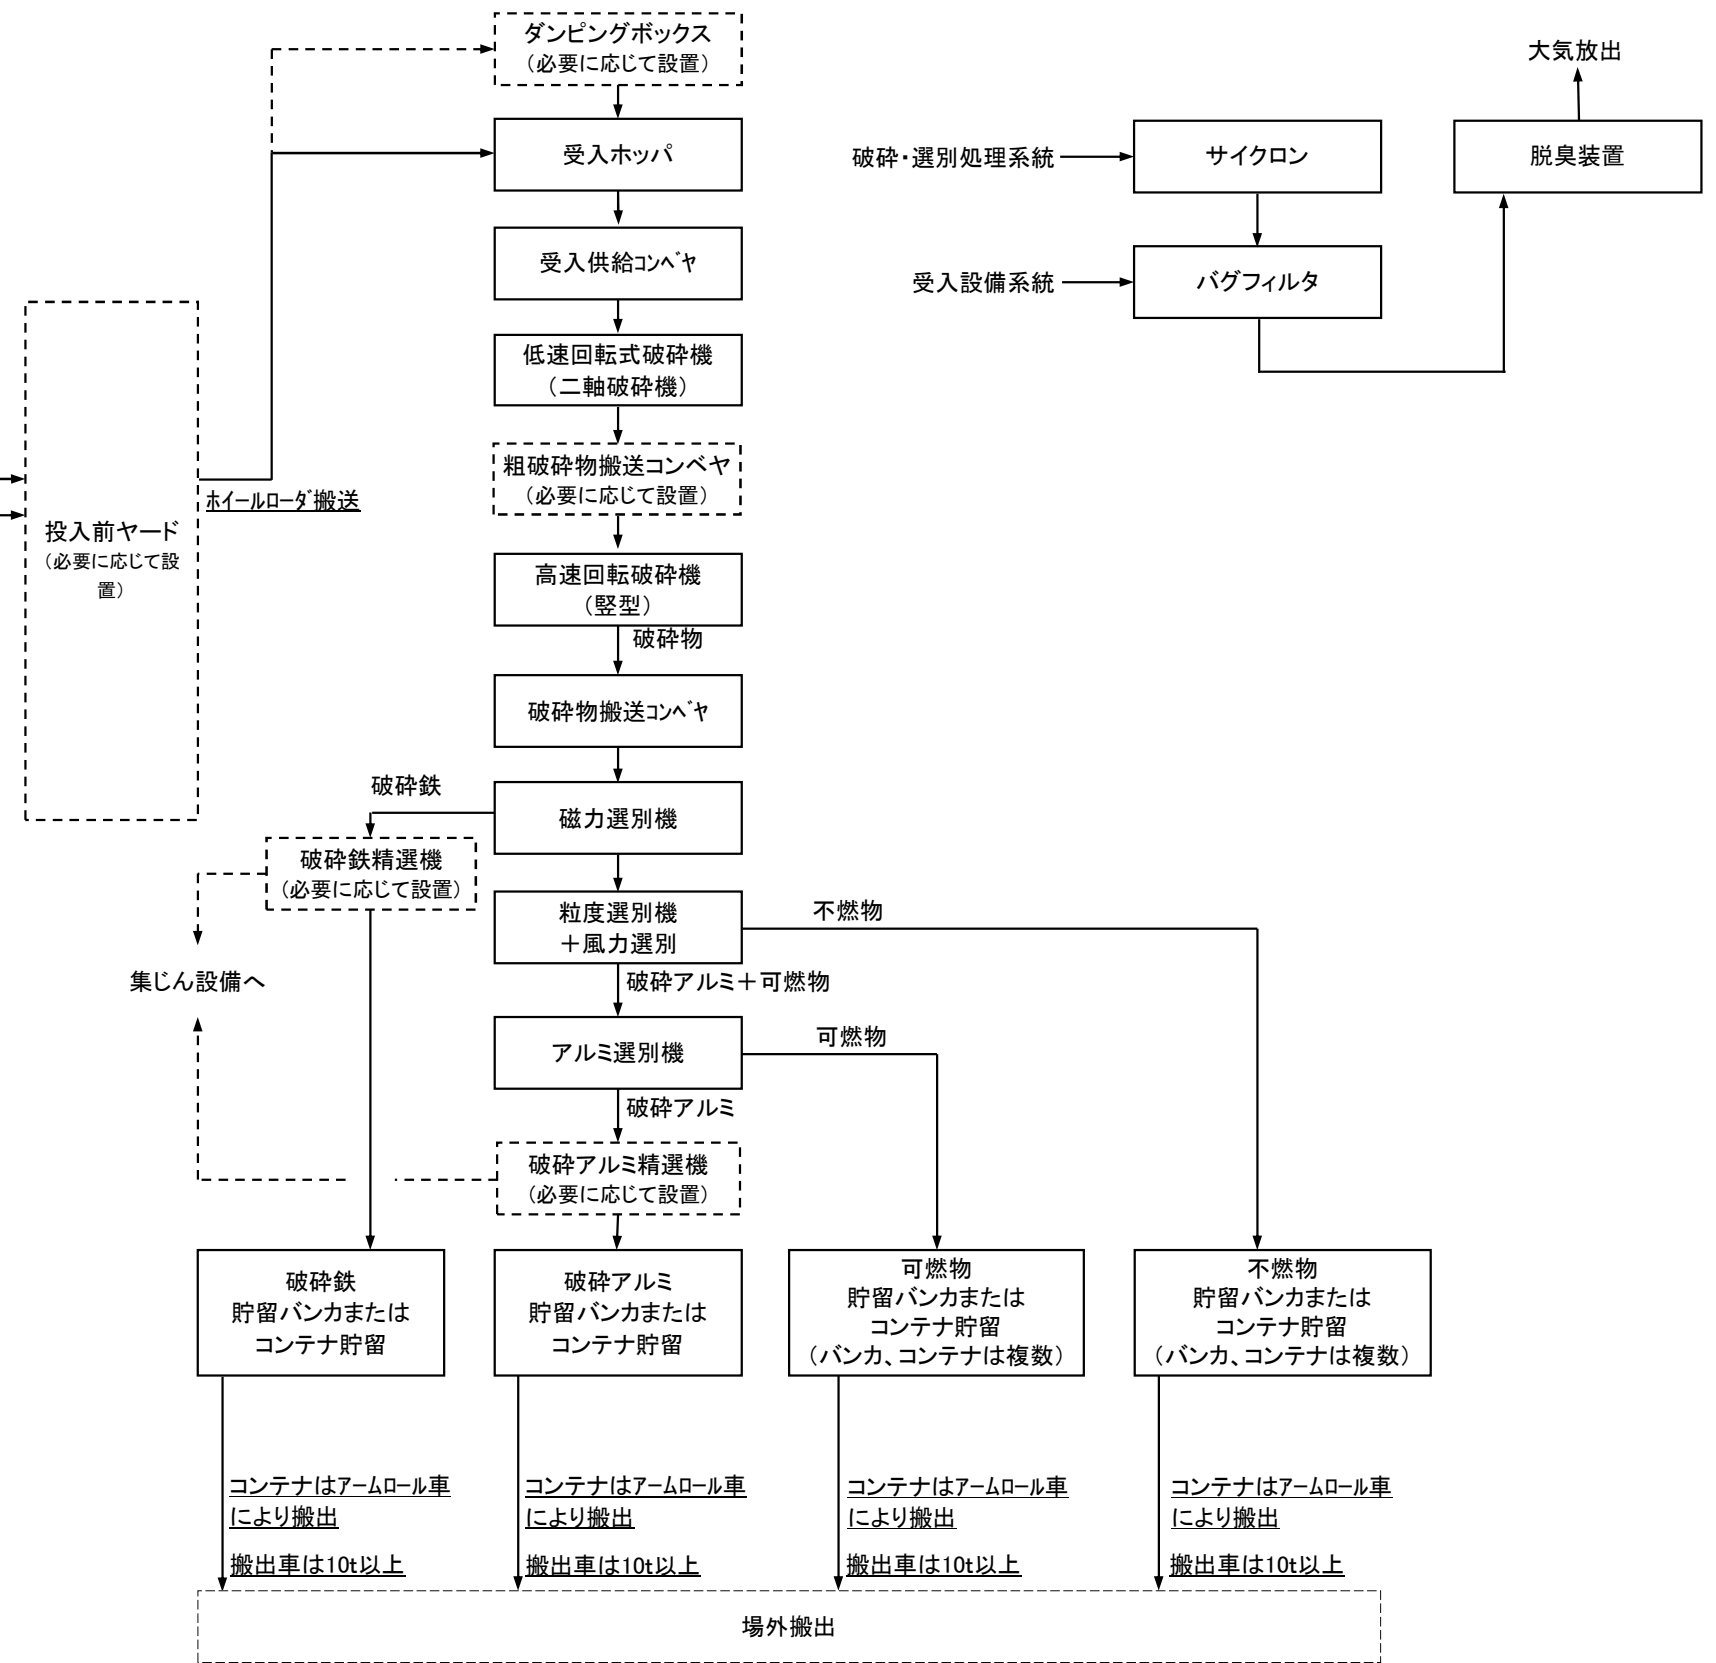 ダンピングボックス
（必要に応じて設置）
大気放出
受入ホッパ
破砕・選別処理系統
サイクロン
脱臭装置
受入供給ｺﾝﾍﾞﾔ
受入設備系統
バグフィルタ
低速回転式破砕機
（二軸破砕機）
粗破砕物搬送コンベヤ
（必要に応じて設置）
ﾎｲｰﾙﾛｰﾀﾞ搬送
投入前ヤード
（必要に応じて設
置）
高速回転破砕機
（竪型）
破砕物
破砕物搬送ｺﾝﾍﾞﾔ
破砕鉄
磁力選別機
破砕鉄精選機
（必要に応じて設置）
粒度選別機
＋風力選別
不燃物
集じん設備へ
破砕アルミ＋可燃物
アルミ選別機
可燃物
破砕アルミ
破砕アルミ精選機
（必要に応じて設置）
破砕鉄
貯留バンカまたは
コンテナ貯留
破砕アルミ
貯留バンカまたは
コンテナ貯留
可燃物
貯留バンカまたは
コンテナ貯留
（バンカ、コンテナは複数）
不燃物
貯留バンカまたは
コンテナ貯留
（バンカ、コンテナは複数）
コンテナはｱｰﾑﾛｰﾙ車
により搬出
搬出車は10t以上
コンテナはｱｰﾑﾛｰﾙ車
により搬出
搬出車は10t以上
コンテナはｱｰﾑﾛｰﾙ車
により搬出
搬出車は10t以上
コンテナはｱｰﾑﾛｰﾙ車
により搬出
搬出車は10t以上
場外搬出